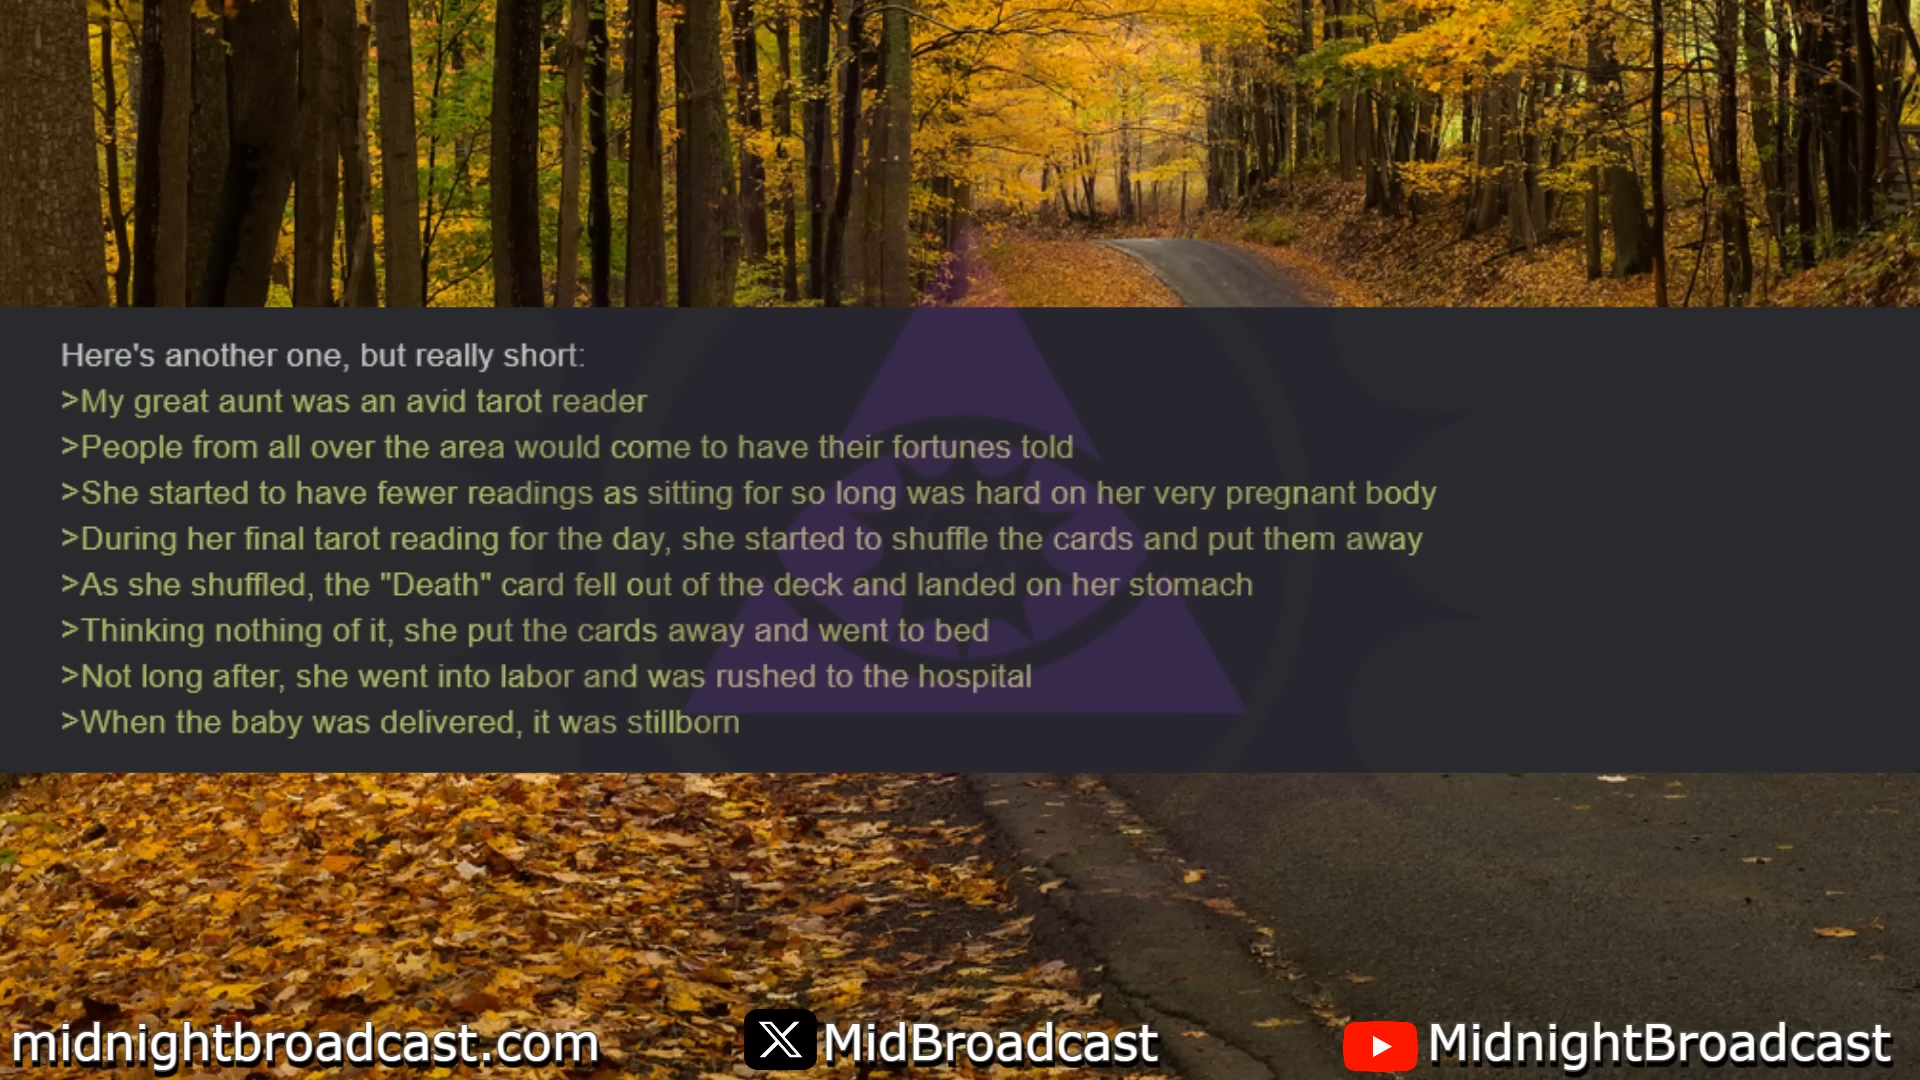 Here's another one, but really short:
>My great aunt was an avid tarot reader
>People from all over the area would come to have their fortunes told
>She started to have fewer readings as sitting for so long was hard on her very pregnant body
>During her final tarot reading for the day, she started to shuffle the cards and put them away
>As she shuffled, the "Death" card fell out of the deck and landed on her stomach
>Thinking nothing of it, she put the cards away and went to bed
>Not long after, she went into labor and was rushed to the hospital
>When the baby was delivered, it was stillborn
midnightbroadcast.com
MidBroadcast
MidnightBroadcast